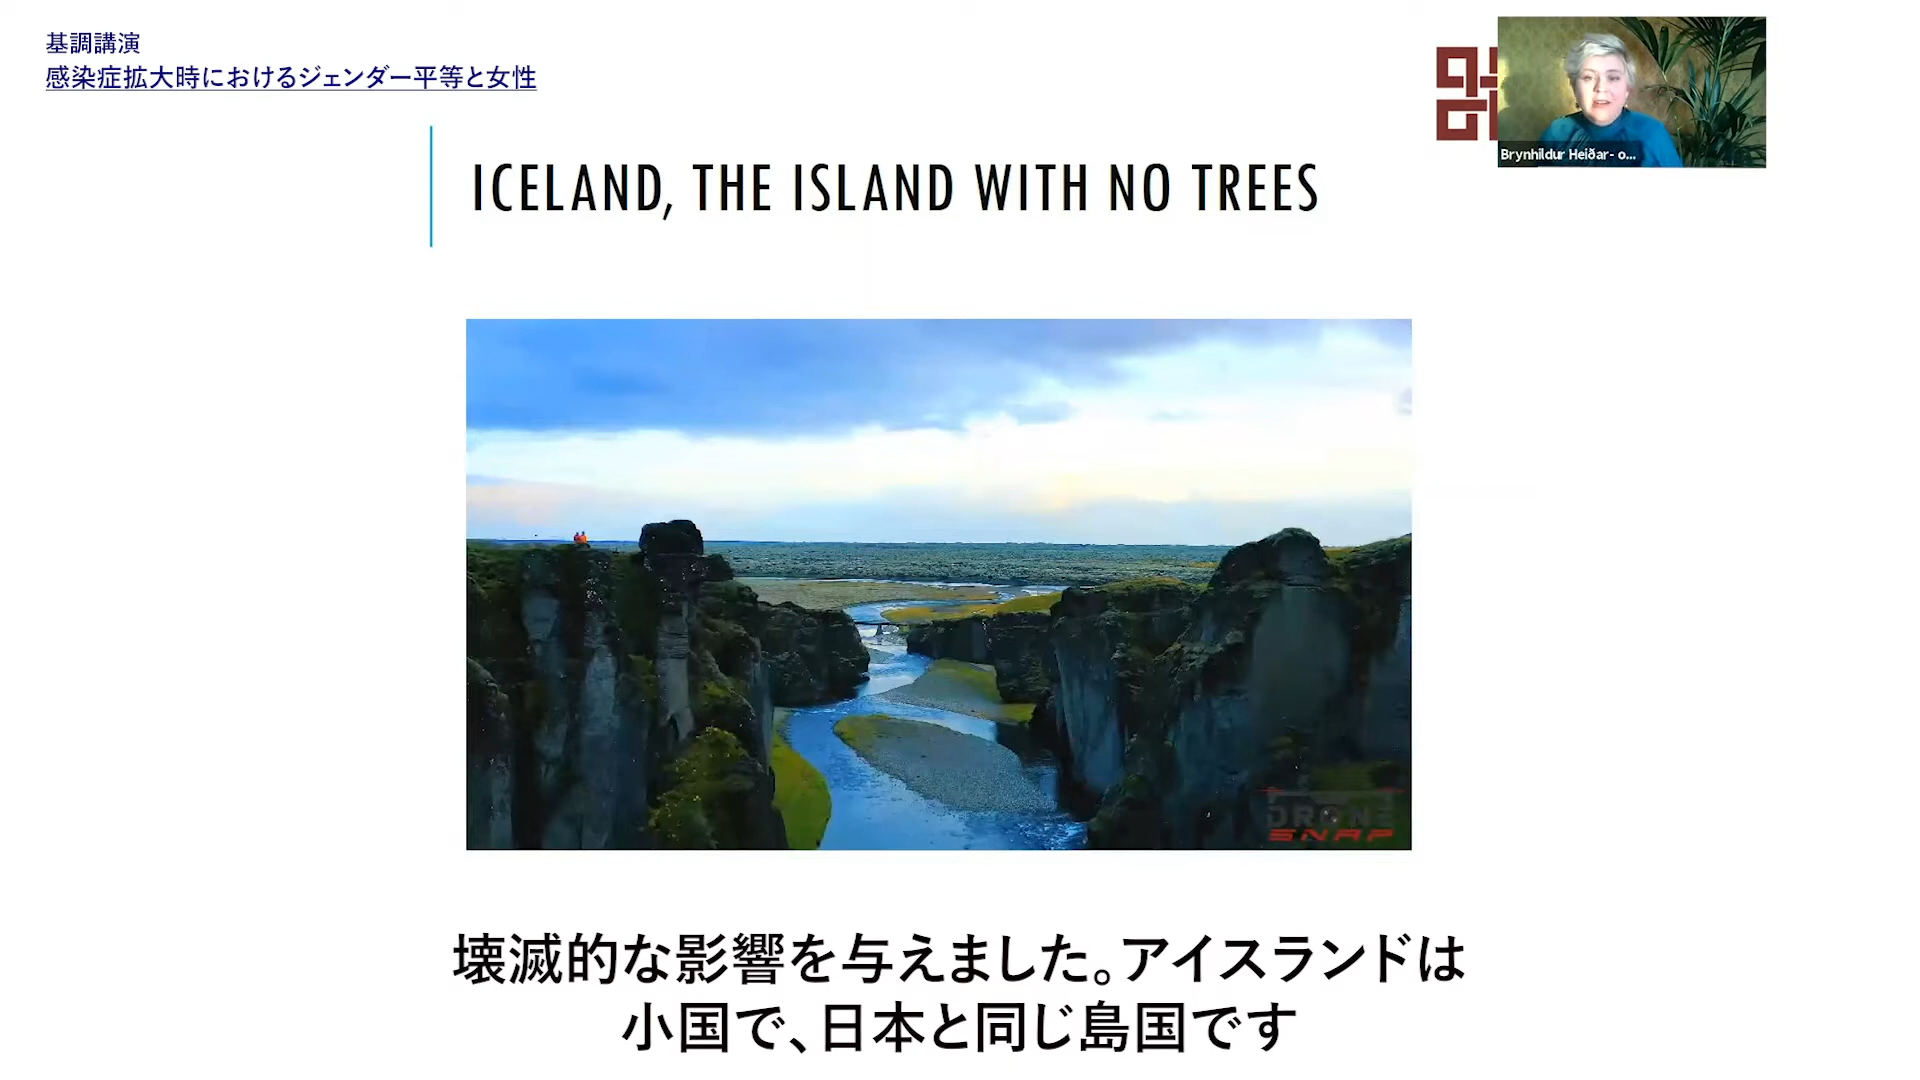 基調講演
感染症拡大時におけるジェンダー平等と女性
Brynhildur Heiðar- o...
ICELAND, THE ISLAND WITH NO TREES
DRONE
SNAP
壊滅的な影響を与えました。アイスランドは
小国で、日本と同じ島国です